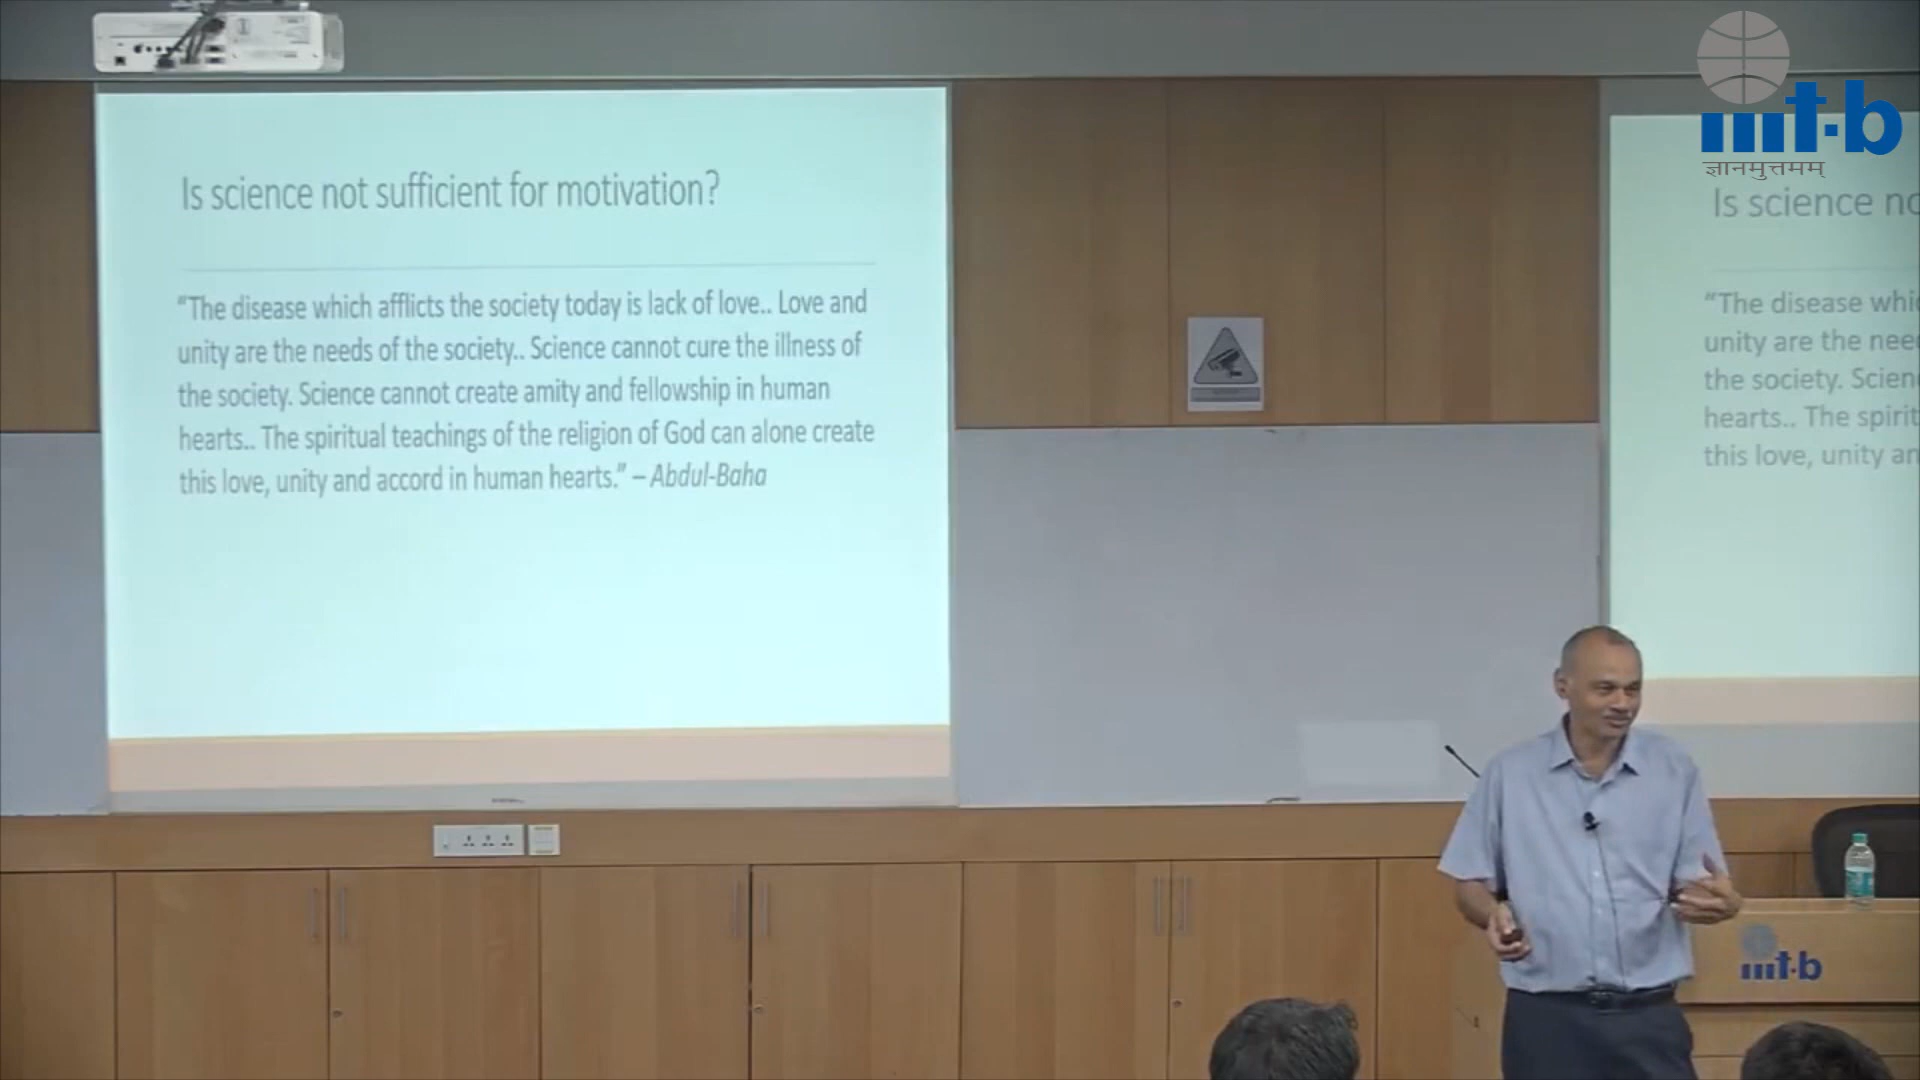 Is science not sufficient for motivation?
“The disease which afflicts the society today is lack of love.. Love and
unity are the needs of the society.. Science cannot cure the illness of
the society. Science cannot create amity and fellowship in human
hearts.. The spiritual teachings of the religion of God can alone create
this love, unity and accord in human hearts.” – Abdul-Baha
iiit-b
ज्ञानमुत्तमम्
Is science no
“The disease whic
unity are the need
the society. Scien
hearts.. The spirit
this love, unity an
iiit-b